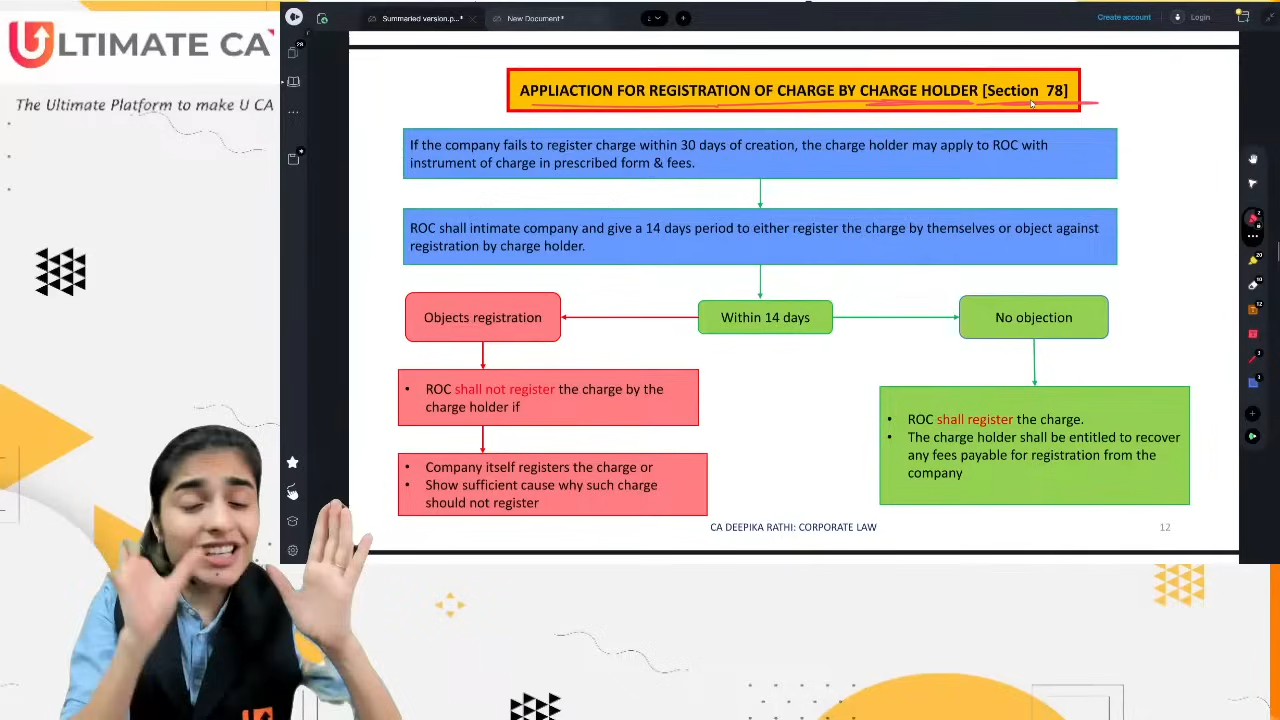 ULTIMATE CA
The Ultimate Platform to make U CA
Summaried version.p...*
New Document*
Create account
Login
APPLIACTION FOR REGISTRATION OF CHARGE BY CHARGE HOLDER [Section 78]
If the company fails to register charge within 30 days of creation, the charge holder may apply to ROC with
instrument of charge in prescribed form & fees.
ROC shall intimate company and give a 14 days period to either register the charge by themselves or object against
registration by charge holder.
Objects registration
Within 14 days
No objection
• ROC shall not register the charge by the
charge holder if
• Company itself registers the charge or
• Show sufficient cause why such charge
should not register
• ROC shall register the charge.
• The charge holder shall be entitled to recover
any fees payable for registration from the
company
CA DEEPIKA RATHI: CORPORATE LAW
12